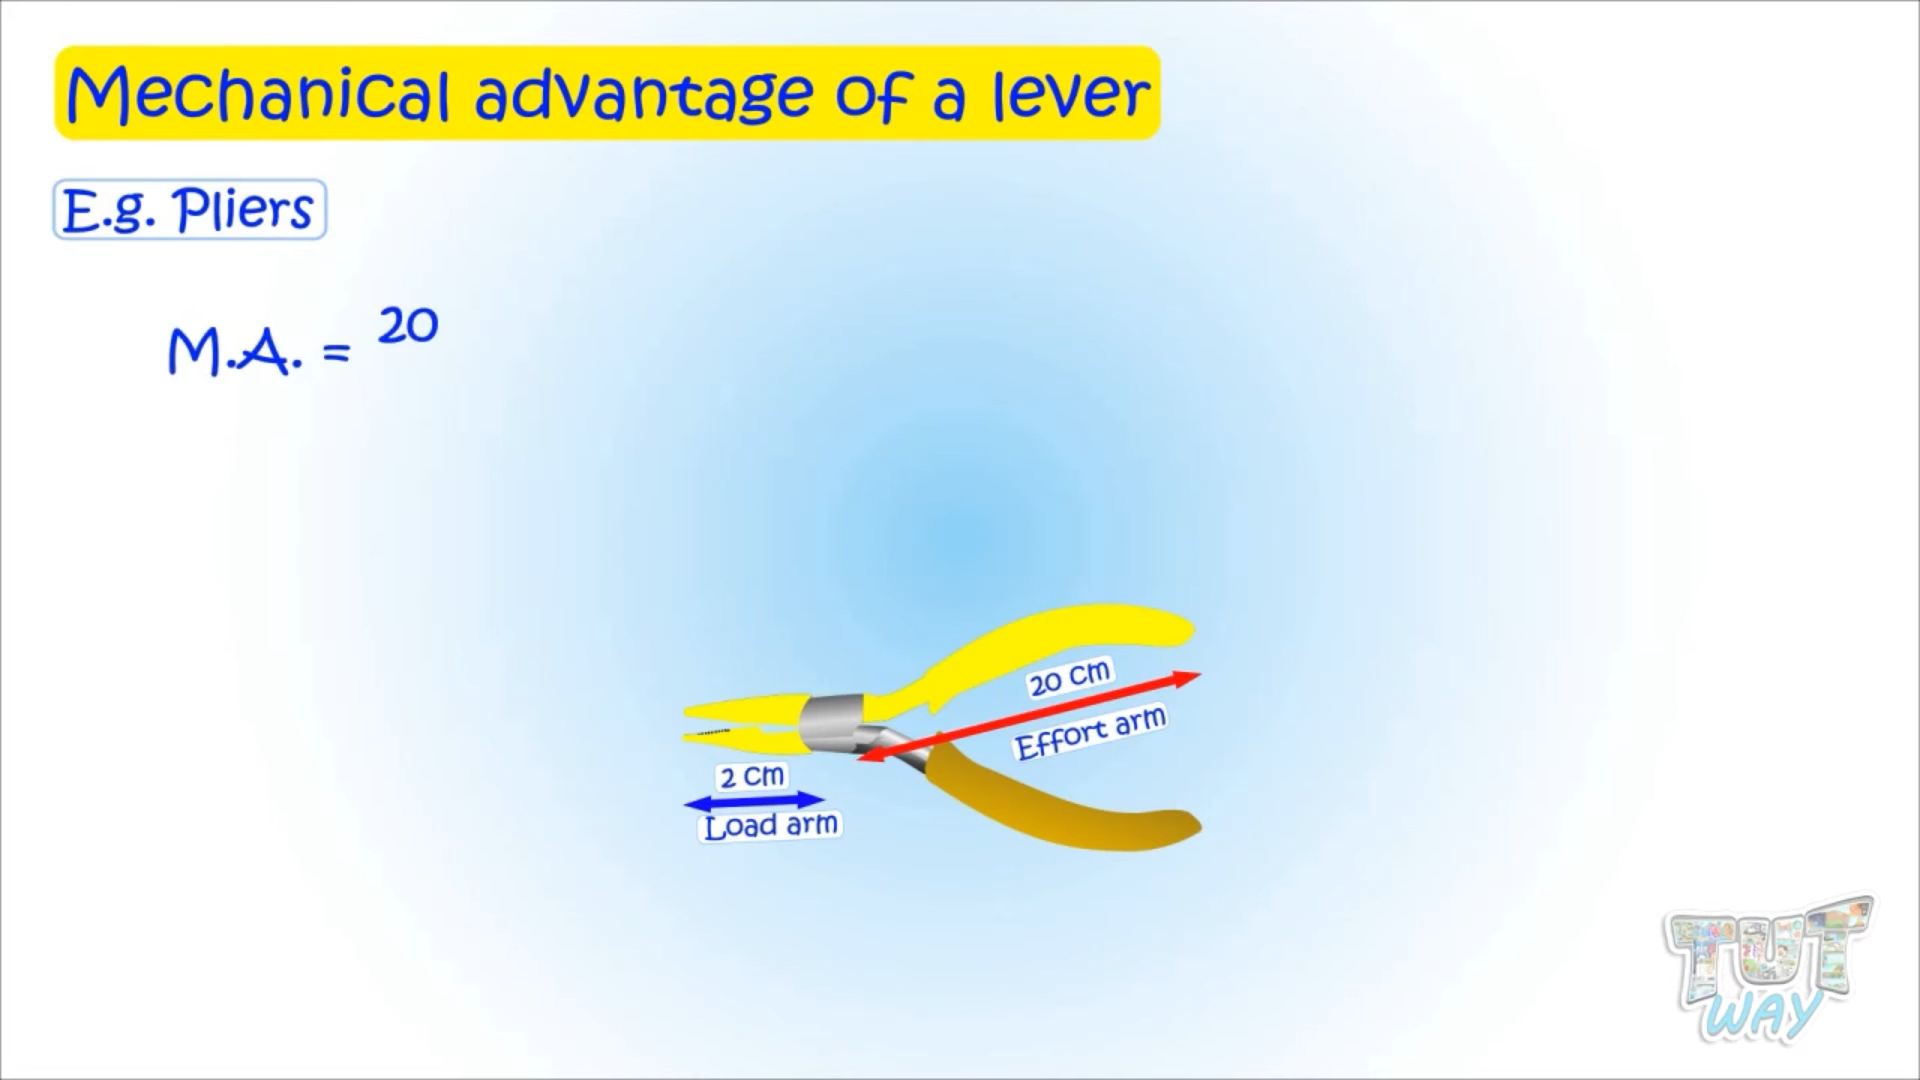 Mechanical advantage of a lever
E.g. Pliers
M.A. = 20
20 cm
Effort arm
2 cm
Load arm
TUT
WAY